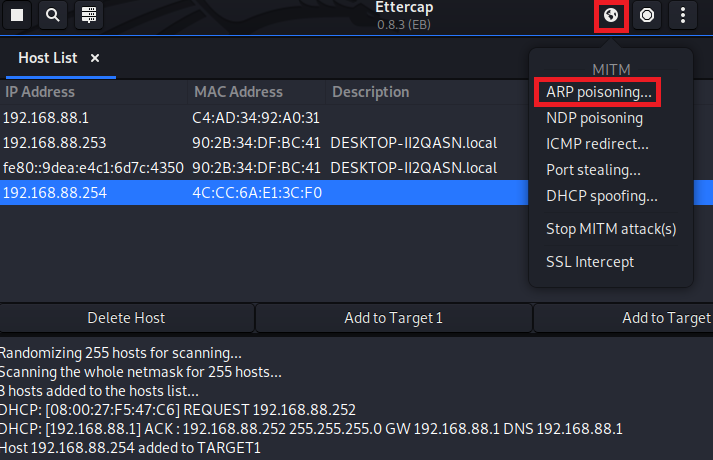 Ettercap
0.8.3 (EB)
Host List ×
IP Address MAC Address Description
192.168.88.1 C4:AD:34:92:A0:31
192.168.88.253 90:2B:34:DF:BC:41 DESKTOP-II2QASN.local
fe80::9dea:e4c1:6d7c:4350 90:2B:34:DF:BC:41 DESKTOP-II2QASN.local
192.168.88.254 4C:CC:6A:E1:3C:F0
MITM
ARP poisoning...
NDP poisoning
ICMP redirect...
Port stealing...
DHCP spoofing...
Stop MITM attack(s)
SSL Intercept
Delete Host Add to Target 1 Add to Target
Randomizing 255 hosts for scanning...
Scanning the whole netmask for 255 hosts...
3 hosts added to the hosts list...
DHCP: [08:00:27:F5:47:C6] REQUEST 192.168.88.252
DHCP: [192.168.88.1] ACK : 192.168.88.252 255.255.255.0 GW 192.168.88.1 DNS 192.168.88.1
Host 192.168.88.254 added to TARGET1